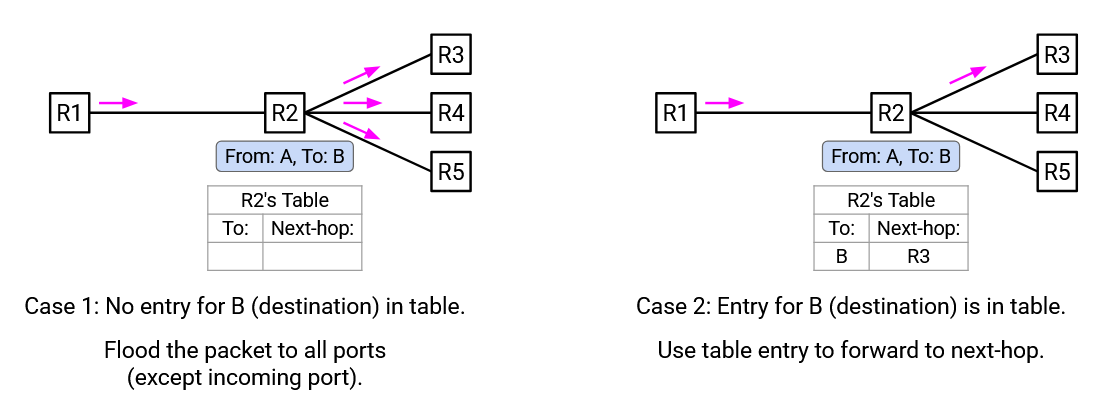 R1
R2
R3
R4
R5
From: A, To: B
R2's Table
To: Next-hop:
Case 1: No entry for B (destination) in table.
Flood the packet to all ports
(except incoming port).
R1
R2
R3
R4
R5
From: A, To: B
R2's Table
To: Next-hop:
B R3
Case 2: Entry for B (destination) is in table.
Use table entry to forward to next-hop.